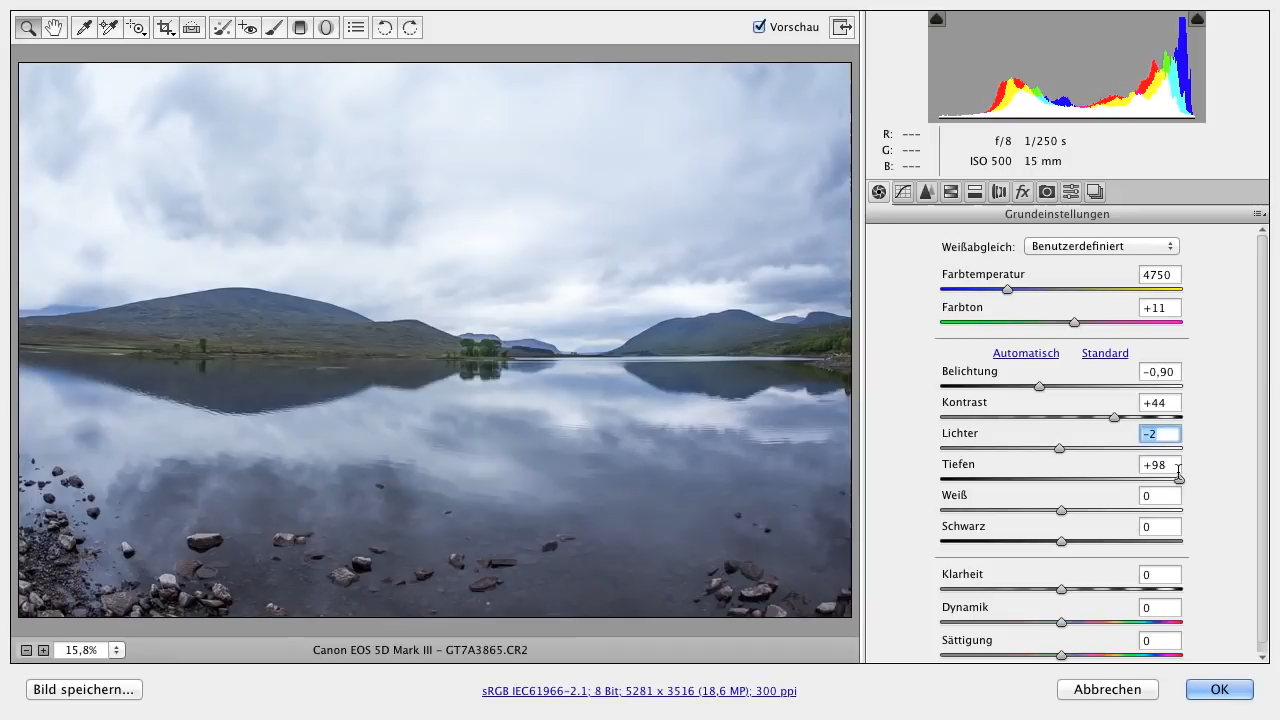 Vorschau
R: ---
G: ---
B: ---
f/8 1/250 s
ISO 500 15 mm
fx
Grundeinstellungen
Weißabgleich: Benutzerdefiniert
Farbtemperatur 4750
Farbton +11
Automatisch Standard
Belichtung -0,90
Kontrast +44
Lichter -2
Tiefen +98
Weiß 0
Schwarz 0
Klarheit 0
Dynamik 0
Sättigung 0
15,8% Canon EOS 5D Mark III – GT7A3865.CR2
Bild speichern... sRGB IEC61966-2.1; 8 Bit; 5281 x 3516 (18,6 MP); 300 ppi Abbrechen OK